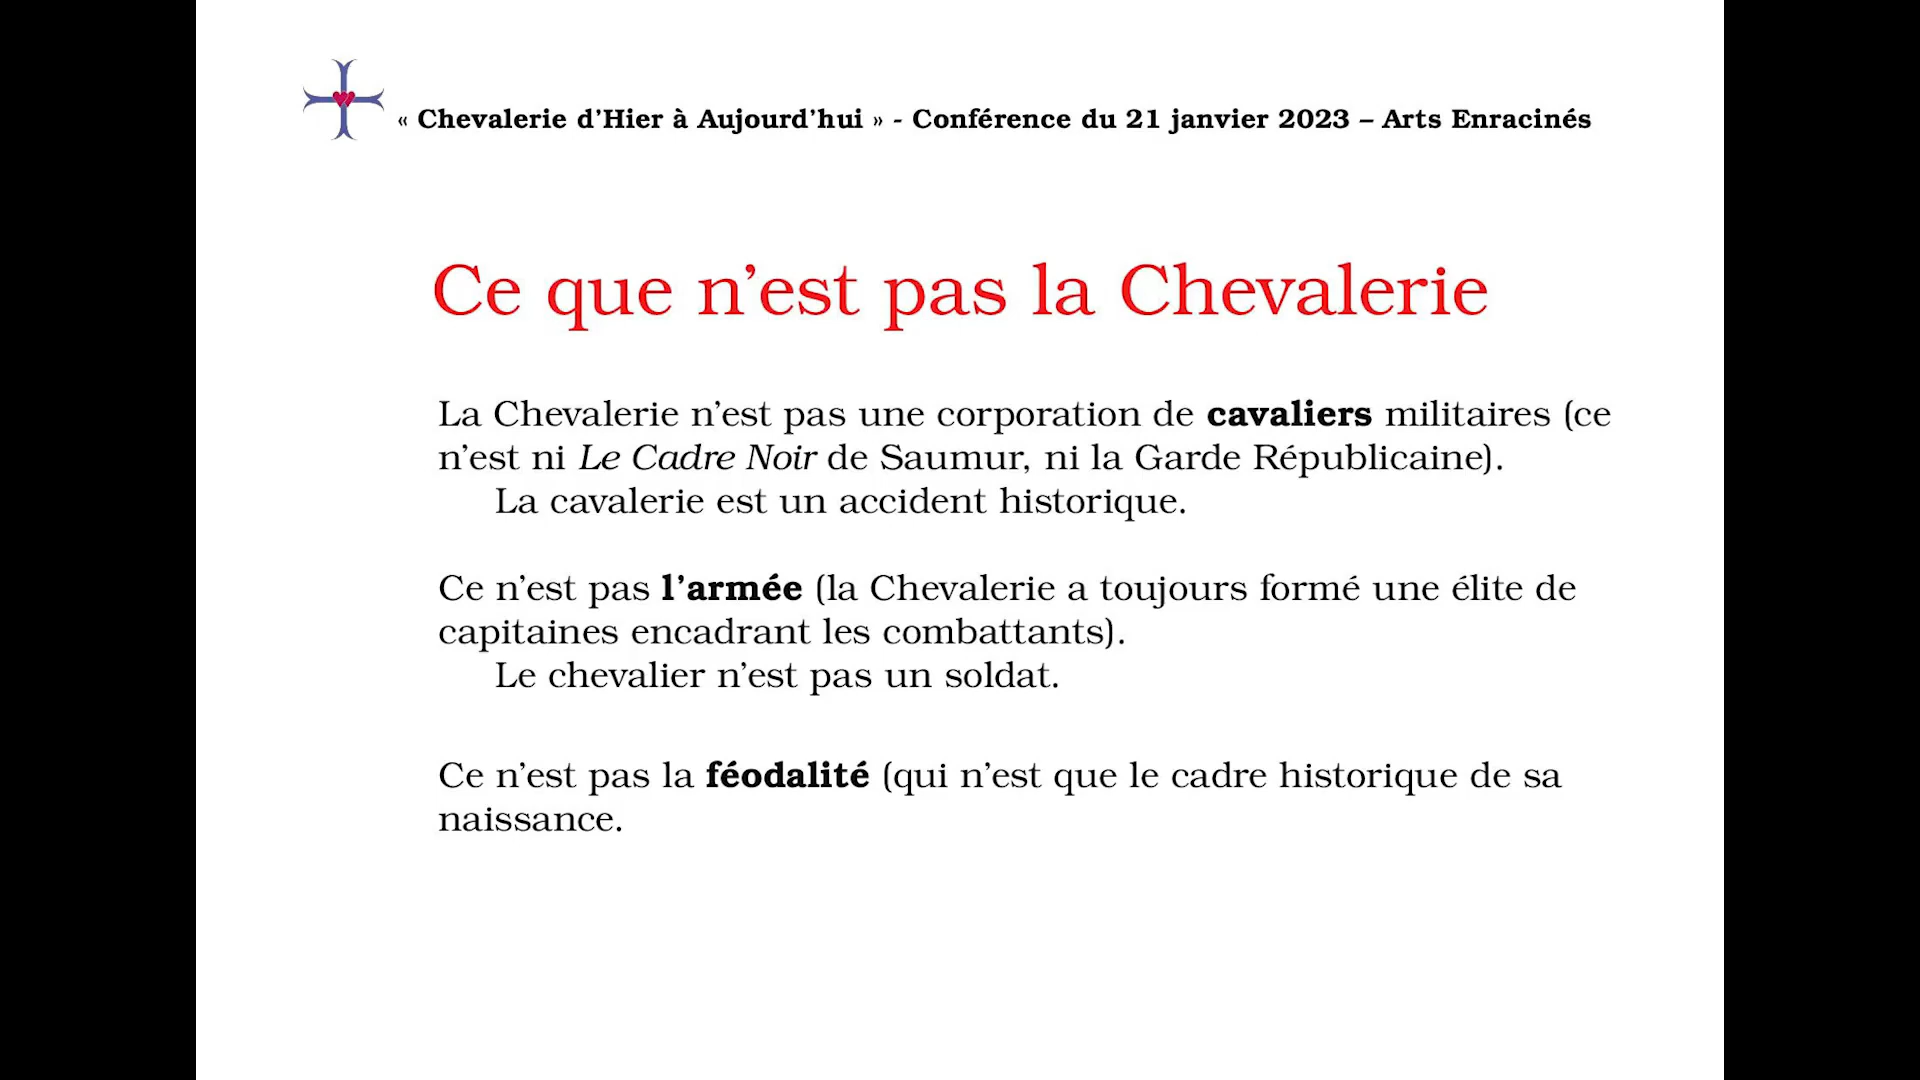 « Chevalerie d’Hier à Aujourd’hui » - Conférence du 21 janvier 2023 – Arts Enracinés
Ce que n’est pas la Chevalerie
La Chevalerie n’est pas une corporation de cavaliers militaires (ce
n’est ni Le Cadre Noir de Saumur, ni la Garde Républicaine).
La cavalerie est un accident historique.
Ce n’est pas l’armée (la Chevalerie a toujours formé une élite de
capitaines encadrant les combattants).
Le chevalier n’est pas un soldat.
Ce n’est pas la féodalité (qui n’est que le cadre historique de sa
naissance.